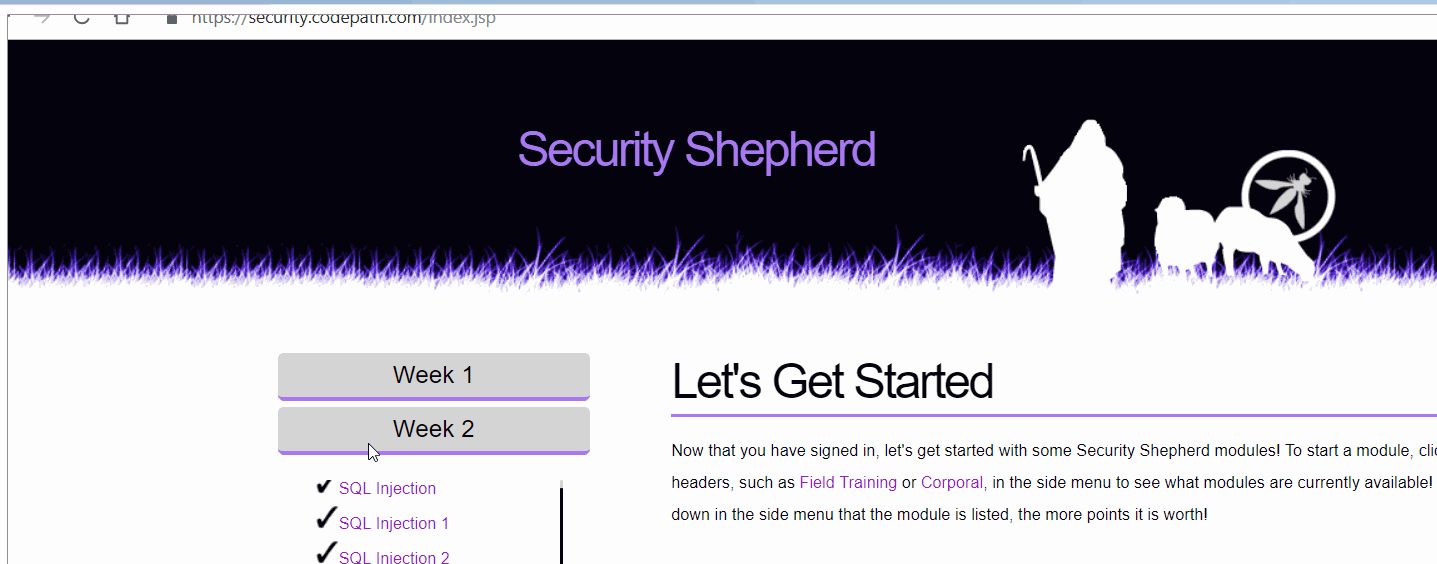 https://security.codepath.com/index.jsp
Security Shepherd
Week 1
Week 2
SQL Injection
SQL Injection 1
SQL Injection 2
Let's Get Started
Now that you have signed in, let's get started with some Security Shepherd modules! To start a module, clic
headers, such as Field Training or Corporal, in the side menu to see what modules are currently available!
down in the side menu that the module is listed, the more points it is worth!